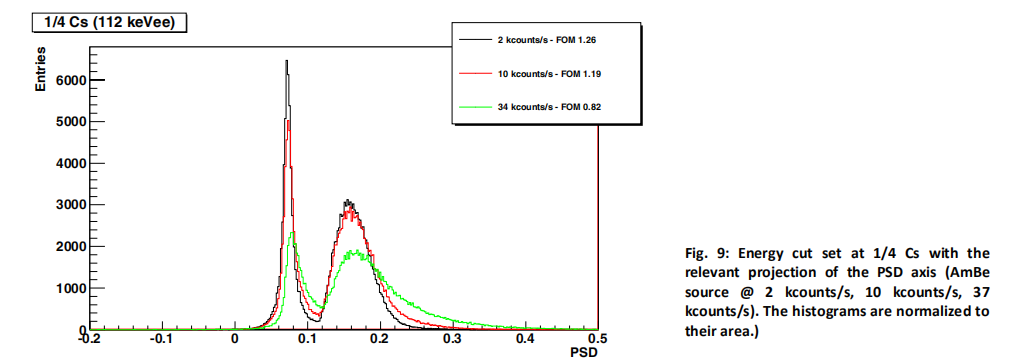 1/4 Cs (112 keVee)
Entries
6000
5000
4000
3000
2000
1000
0
-0.2
-0.1
0
0.1
0.2
0.3
0.4
0.5
PSD
2 kcounts/s - FOM 1.26
10 kcounts/s - FOM 1.19
34 kcounts/s - FOM 0.82
Fig. 9: Energy cut set at 1/4 Cs with the
relevant projection of the PSD axis (AmBe
source @ 2 kcounts/s, 10 kcounts/s, 37
kcounts/s). The histograms are normalized to
their area.)